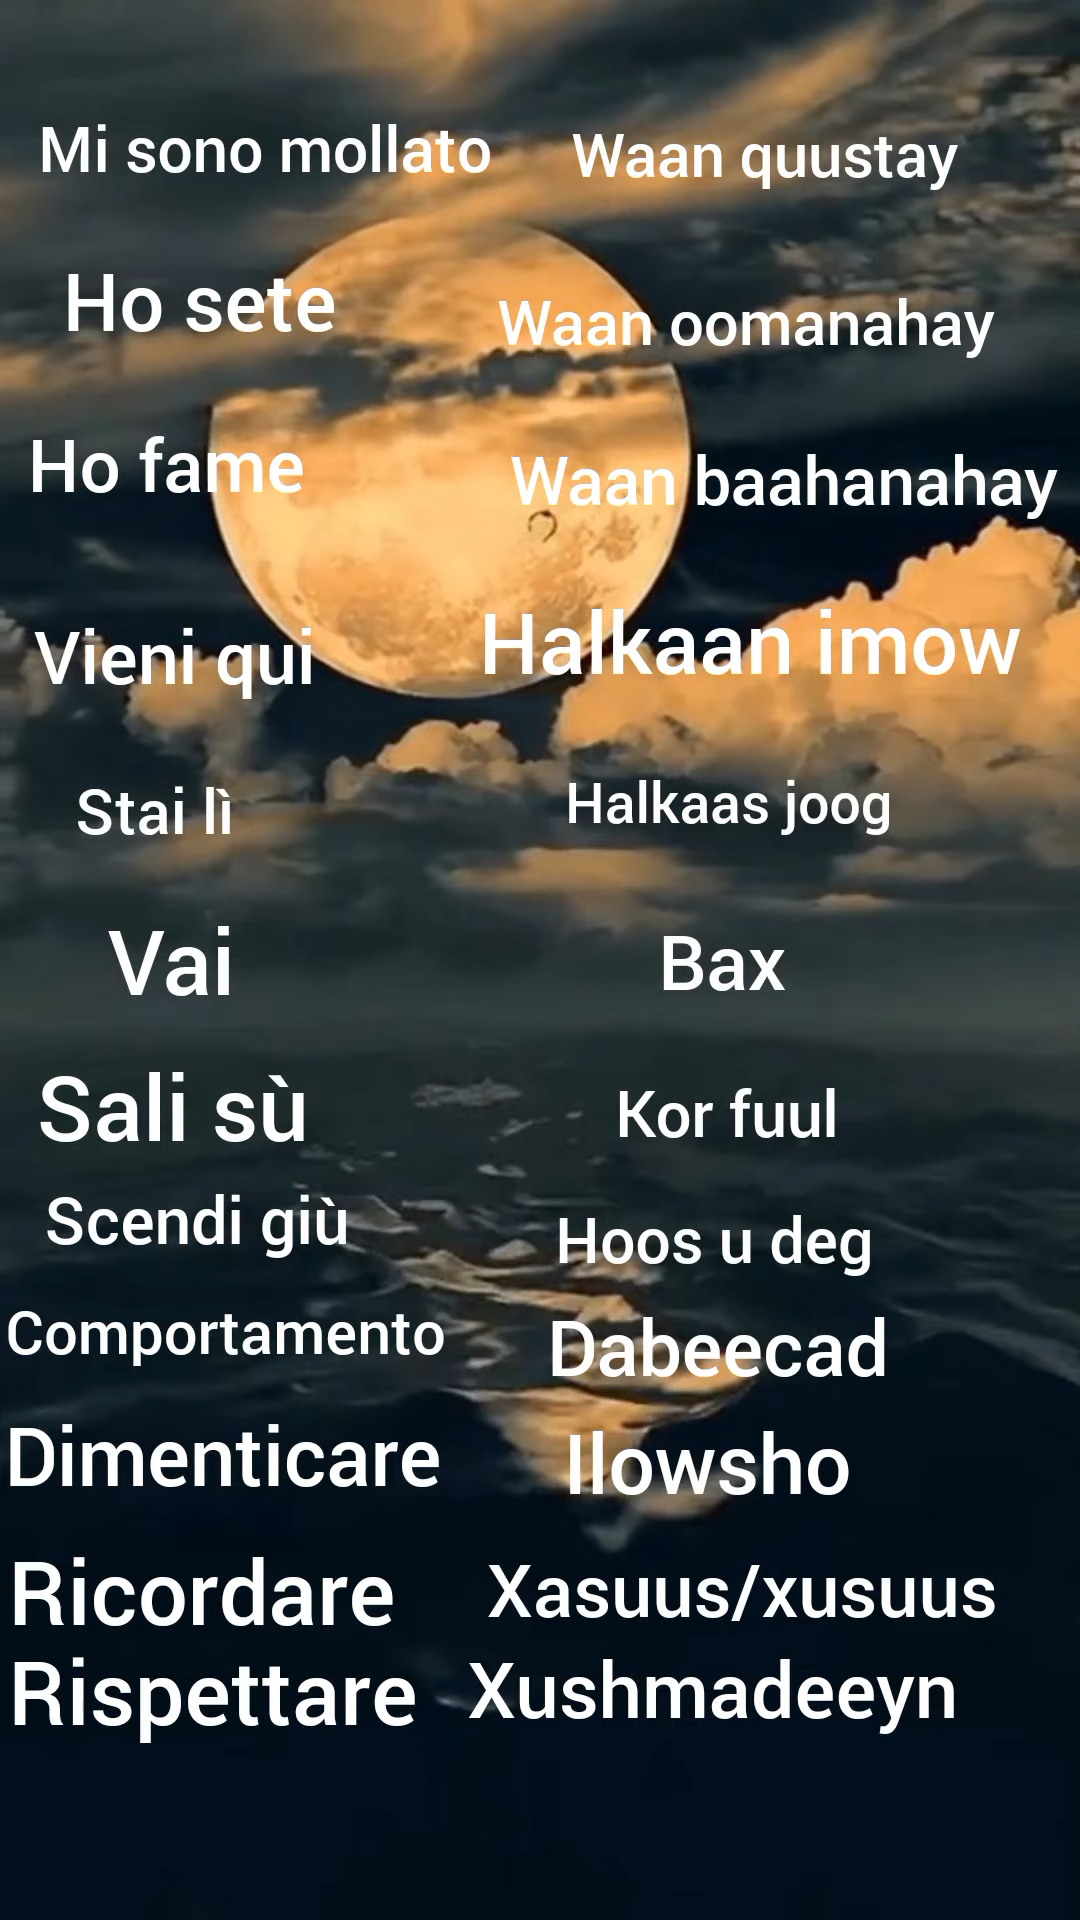 Mi sono mollato Waan quustay
Ho sete Waan oomanahay
Ho fame Waan baahanahay
Vieni qui Halkaan imow
Stai lì Halkaas joog
Vai Bax
Sali sù Kor fuul
Scendi giù Hoos u deg
Comportamento Dabeecad
Dimenticare Ilowsho
Ricordare Xasuus/xusuus
Rispettare Xushmadeeyn